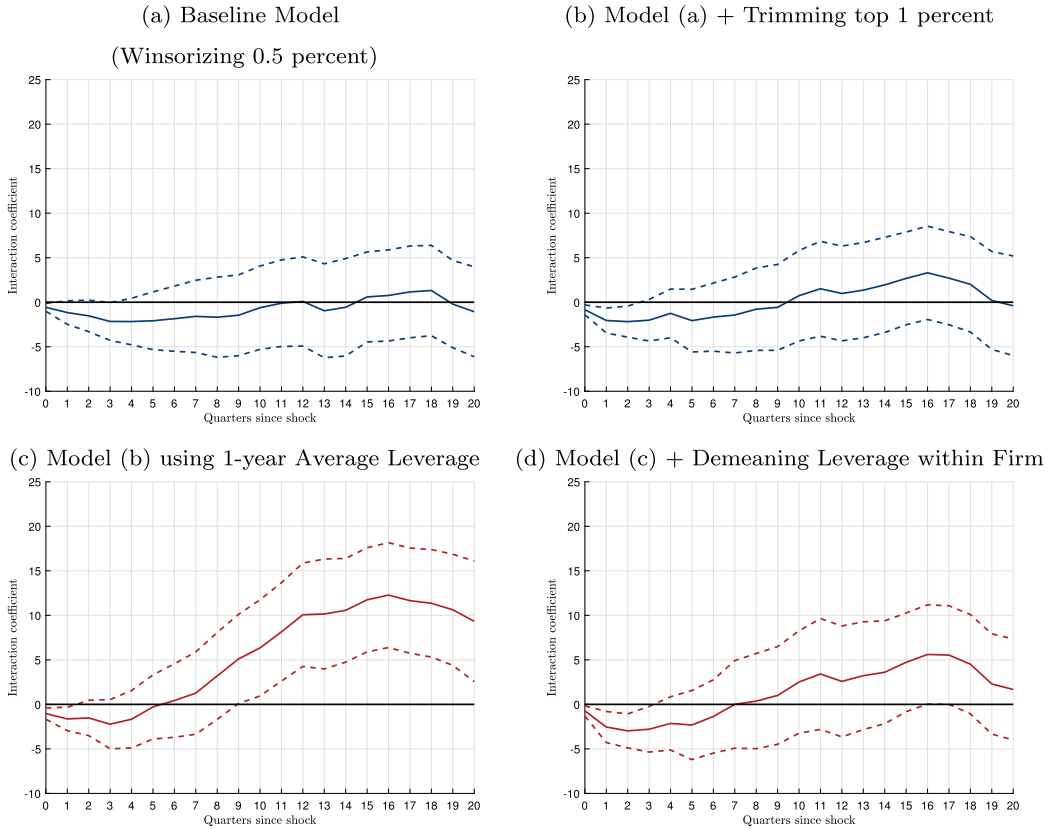 (a) Baseline Model
(Winsorizing 0.5 percent)
25
20
15
10
5
0
-5
-10
Interaction coefficient
0 1 2 3 4 5 6 7 8 9 10 11 12 13 14 15 16 17 18 19 20
Quarters since shock
(b) Model (a) + Trimming top 1 percent
25
20
15
10
5
0
-5
-10
Interaction coefficient
0 1 2 3 4 5 6 7 8 9 10 11 12 13 14 15 16 17 18 19 20
Quarters since shock
(c) Model (b) using 1-year Average Leverage
25
20
15
10
5
0
-5
-10
Interaction coefficient
0 1 2 3 4 5 6 7 8 9 10 11 12 13 14 15 16 17 18 19 20
Quarters since shock
(d) Model (c) + Demeaning Leverage within Firm
25
20
15
10
5
0
-5
-10
Interaction coefficient
0 1 2 3 4 5 6 7 8 9 10 11 12 13 14 15 16 17 18 19 20
Quarters since shock